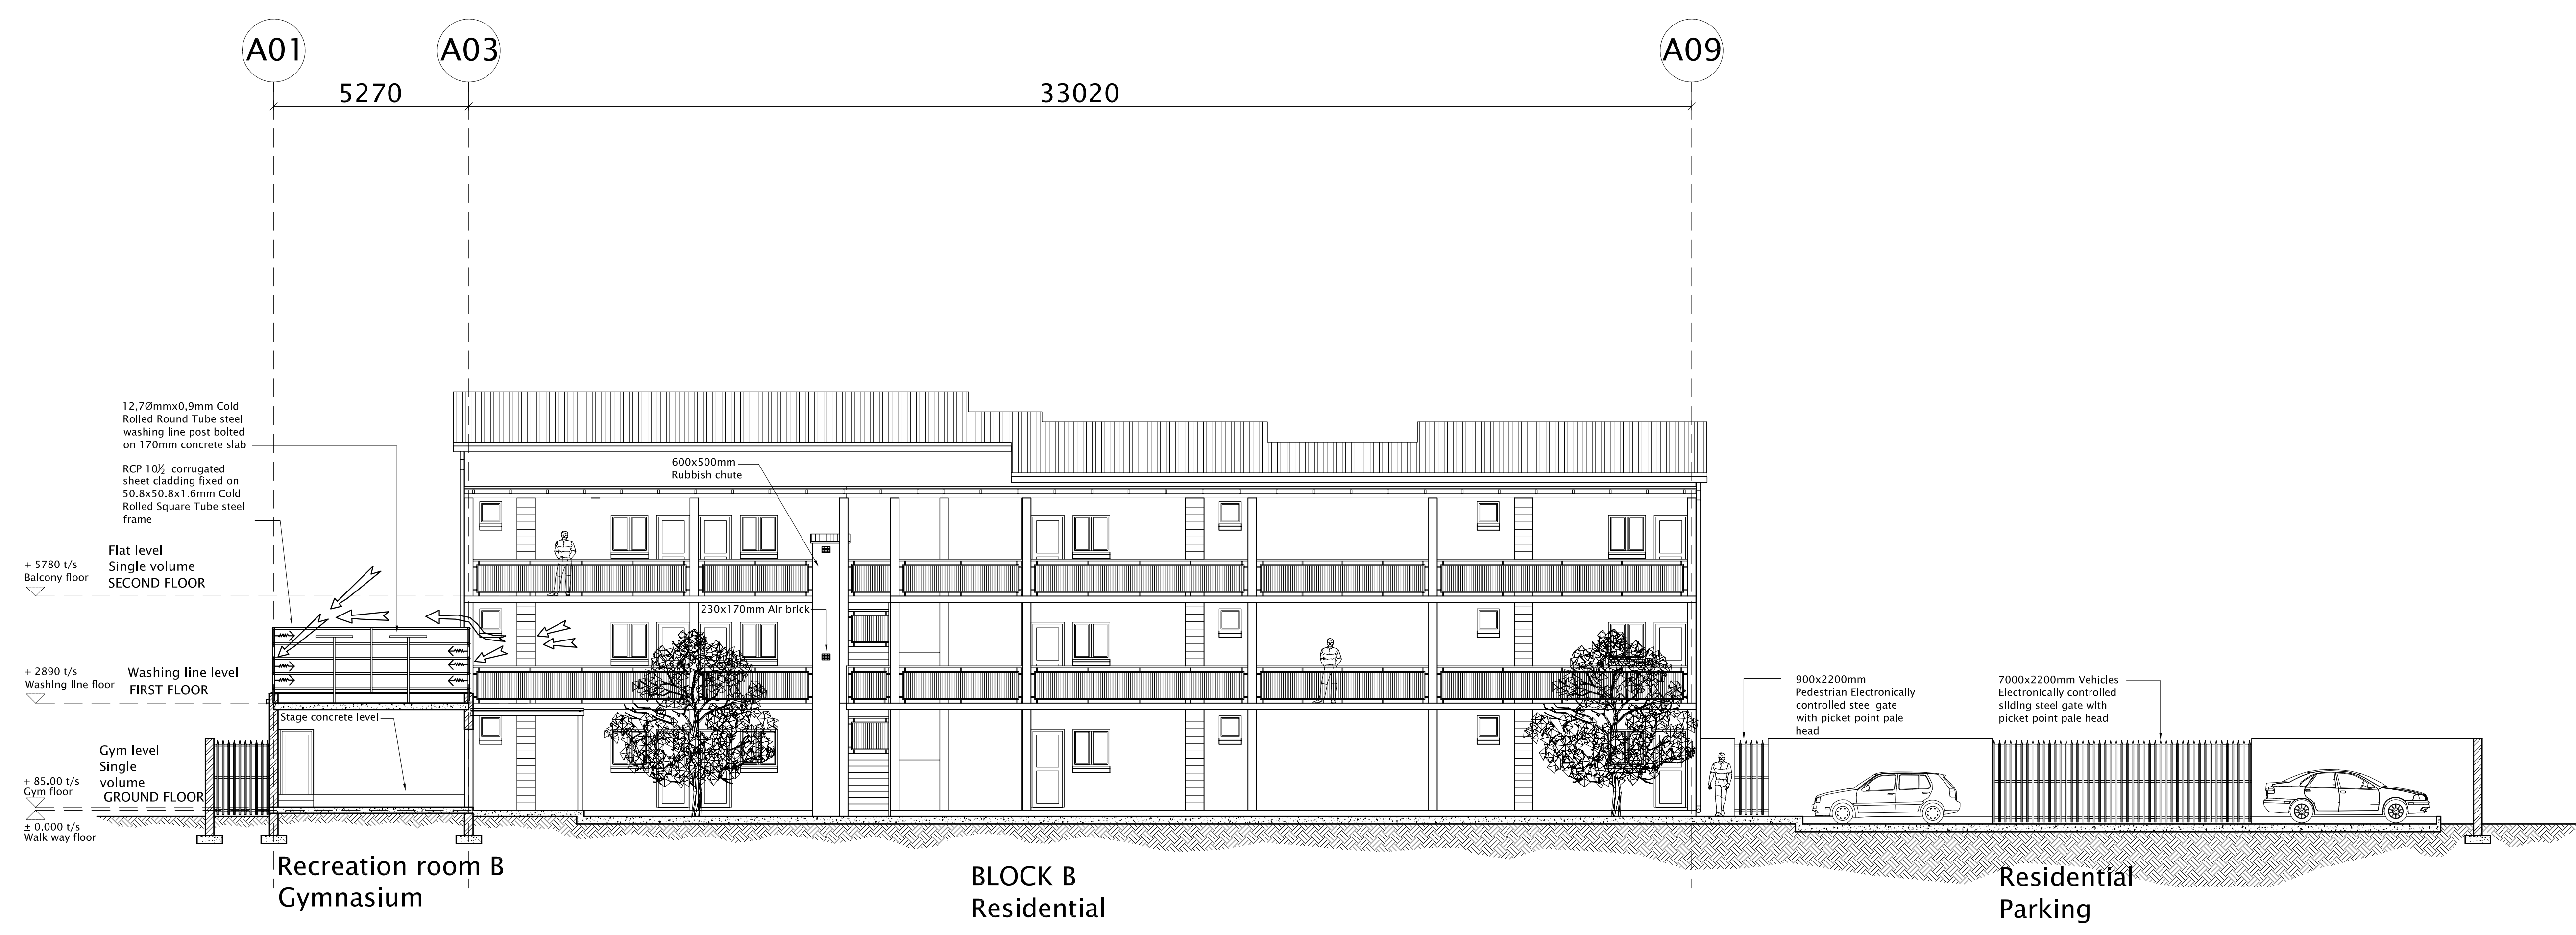 A01
A03
A09
5270
33020
12,7Ømmx0,9mm Cold
Rolled Round Tube steel
washing line post bolted
on 170mm concrete slab
RCP 10½ corrugated
sheet cladding fixed on
50.8x50.8x1.6mm Cold
Rolled Square Tube steel
frame
600x500mm
Rubbish chute
Flat level
Single volume
SECOND FLOOR
+ 5780 t/s
Balcony floor
230x170mm Air brick
Washing line level
FIRST FLOOR
+ 2890 t/s
Washing line floor
900x2200mm
Pedestrian Electronically
controlled steel gate
with picket point pale
head
7000x2200mm Vehicles
Electronically controlled
sliding steel gate with
picket point pale head
Stage concrete level
Gym level
Single
volume
GROUND FLOOR
+ 85.00 t/s
Gym floor
± 0.000 t/s
Walk way floor
Recreation room B
Gymnasium
BLOCK B
Residential
Residential
Parking